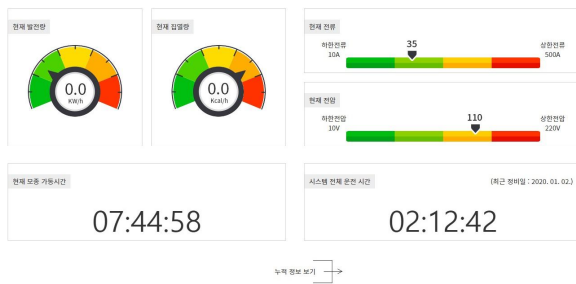 현재 발전량
0.0
KW/h
현재 집열량
0.0
Kcal/h
현재 전류
하한전류
10A
35
상한전류
500A
현재 전압
하한전압
10V
110
상한전압
220V
현재 모종 가동시간
07:44:58
시스템 전체 운전 시간
(최근 정비일 : 2020. 01. 02.)
02:12:42
누적 정보 보기